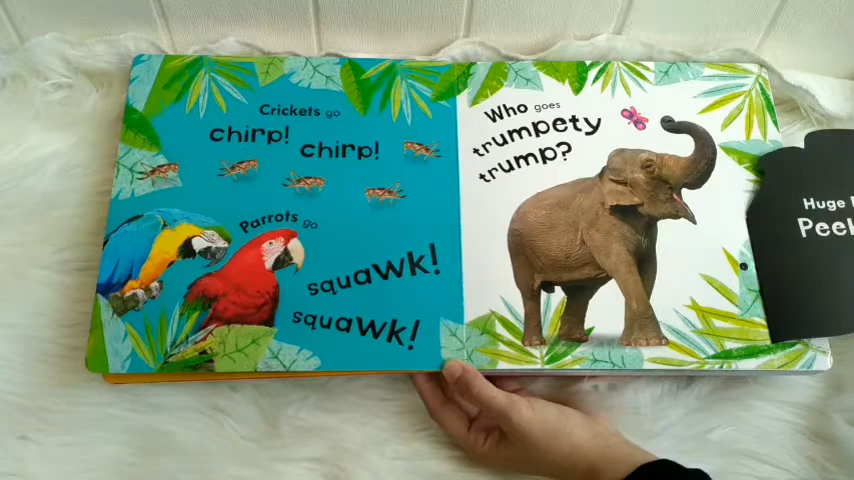 Crickets go
chirp! chirp!
Parrots go
squawk!
squawk!
Who goes
trumpety
trump?
Huge
Peek